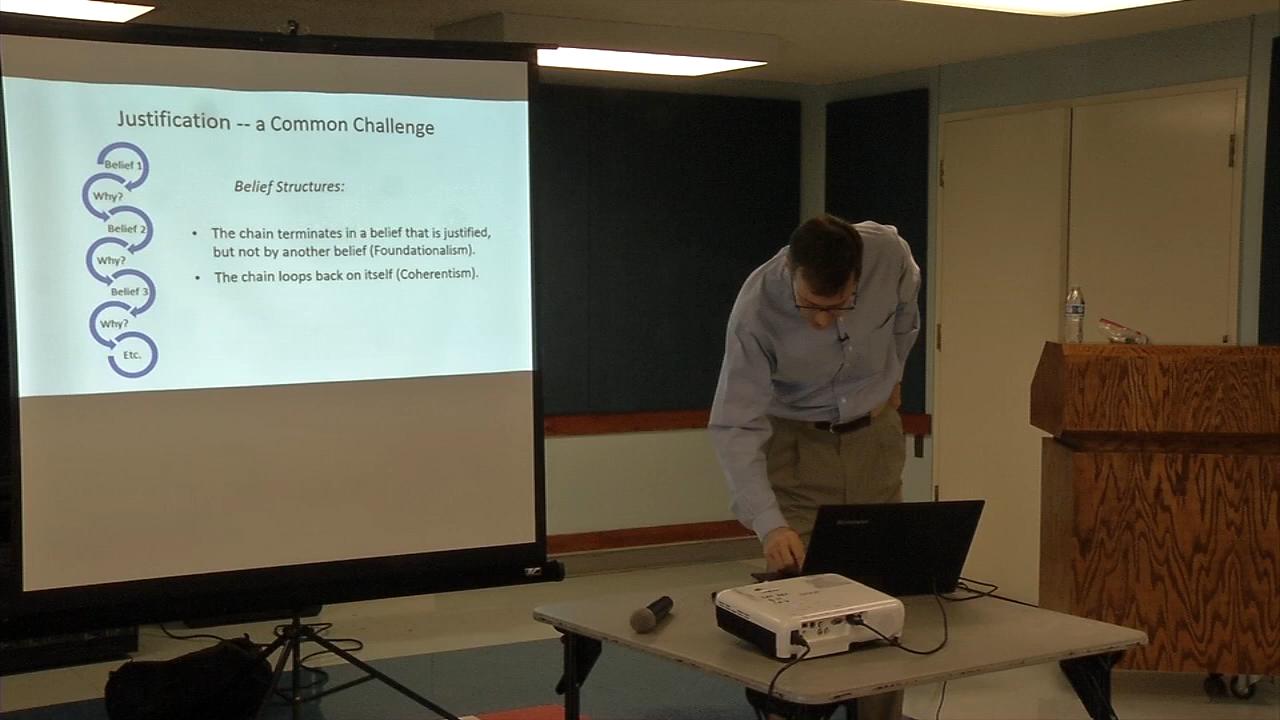 Justification -- a Common Challenge
Belief 1
Why?
Belief 2
Why?
Belief 3
Why?
Etc.
Belief Structures:
• The chain terminates in a belief that is justified,
but not by another belief (Foundationalism).
• The chain loops back on itself (Coherentism).